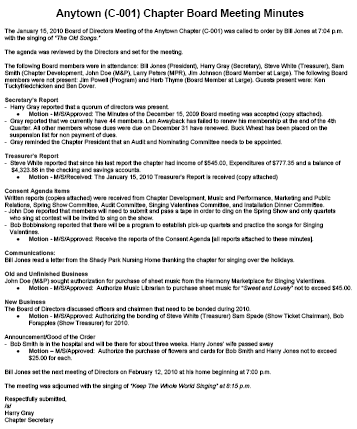 Anytown (C-001) Chapter Board Meeting Minutes
The January 15, 2010 Board of Directors Meeting of the Anytown Chapter (C-001) was called to order by Bill Jones at 7:04 p.m.
with the singing of "The Old Songs."
The agenda was reviewed by the Directors and set for the meeting.
The following Board members were in attendance: Bill Jones (President), Harry Gray (Secretary), Steve White (Treasurer), Sam
Smith (Chapter Development, John Doe (M&P), Larry Peters (MPR), Jim Johnson (Board Member at Large). The following Board
members were not present: Jim Powell (Program) and Herb Thyme (Board Member at Large). Guests present were: Ken
Tuckyfriedchicken and Ben Dover.
Secretary's Report
- Harry Gray reported that a quorum of directors was present.
• Motion - M/S/Approved: The Minutes of the December 15, 2009 Board meeting was accepted (copy attached).
- Gray reported that we currently have 44 members. Len Awayback has failed to renew his membership at the end of the 4th
Quarter. All other members whose dues were due on December 31 have renewed. Buck Wheat has been placed on the
suspension list for non payment of dues.
- Gray reminded the Chapter President that an Audit and Nominating Committee needs to be appointed.
Treasurer's Report
- Steve White reported that since his last report the chapter had income of $545.00, Expenditures of $777.35 and a balance of
$4,323.88 in the checking and savings accounts.
• Motion - M/S/Received: The January 15, 2010 Treasurer's Report is received (copy attached)
Consent Agenda Items
Written reports (copies attached) were received from Chapter Development, Music and Performance, Marketing and Public
Relations, Spring Show Committee, Audit Committee, Singing Valentines Committee, and Installation Dinner Committee.
- John Doe reported that members will need to submit and pass a tape in order to ding on the Spring Show and only quartets
who sing at contest will be invited to sing on the show.
- Bob Bobbinalong reported that there will be a program to establish pick-up quartets and practice the songs for Singing
Valentines.
• Motion - M/S/Approved: Receive the reports of the Consent Agenda [all reports attached to these minutes].
Communications:
Bill Jones read a letter from the Shady Park Nursing Home thanking the chapter for singing over the holidays.
Old and Unfinished Business
John Doe (M&P) sought authorization for purchase of sheet music from the Harmony Marketplace for Singing Valentines.
• Motion - M/S/Approved: Authorize Music Librarian to purchase sheet music for "Sweet and Lovely" not to exceed $45.00.
New Business
The Board of Directors discussed officers and chairmen that need to be bonded during 2010.
• Motion - M/S/Approved: Authorizing the bonding of Steve White (Treasurer) Sam Spade (Show Ticket Chairman), Bob
Fonapples (Show Treasurer) for 2010.
Announcement/Good of the Order
- Bob Smith is in the hospital and will be there for about three weeks. Harry Jones' wife passed away
• Motion – M/S/Approved: Authorize the purchase of flowers and cards for Bob Smith and Harry Jones not to exceed
$25.00 for each.
Bill Jones set the next meeting of Directors on February 12, 2010 at his home beginning at 7:00 p.m.
The meeting was adjourned with the singing of "Keep The Whole World Singing" at 8:15 p.m.
Respectfully submitted,
/s/
Harry Gray
Chapter Secretary